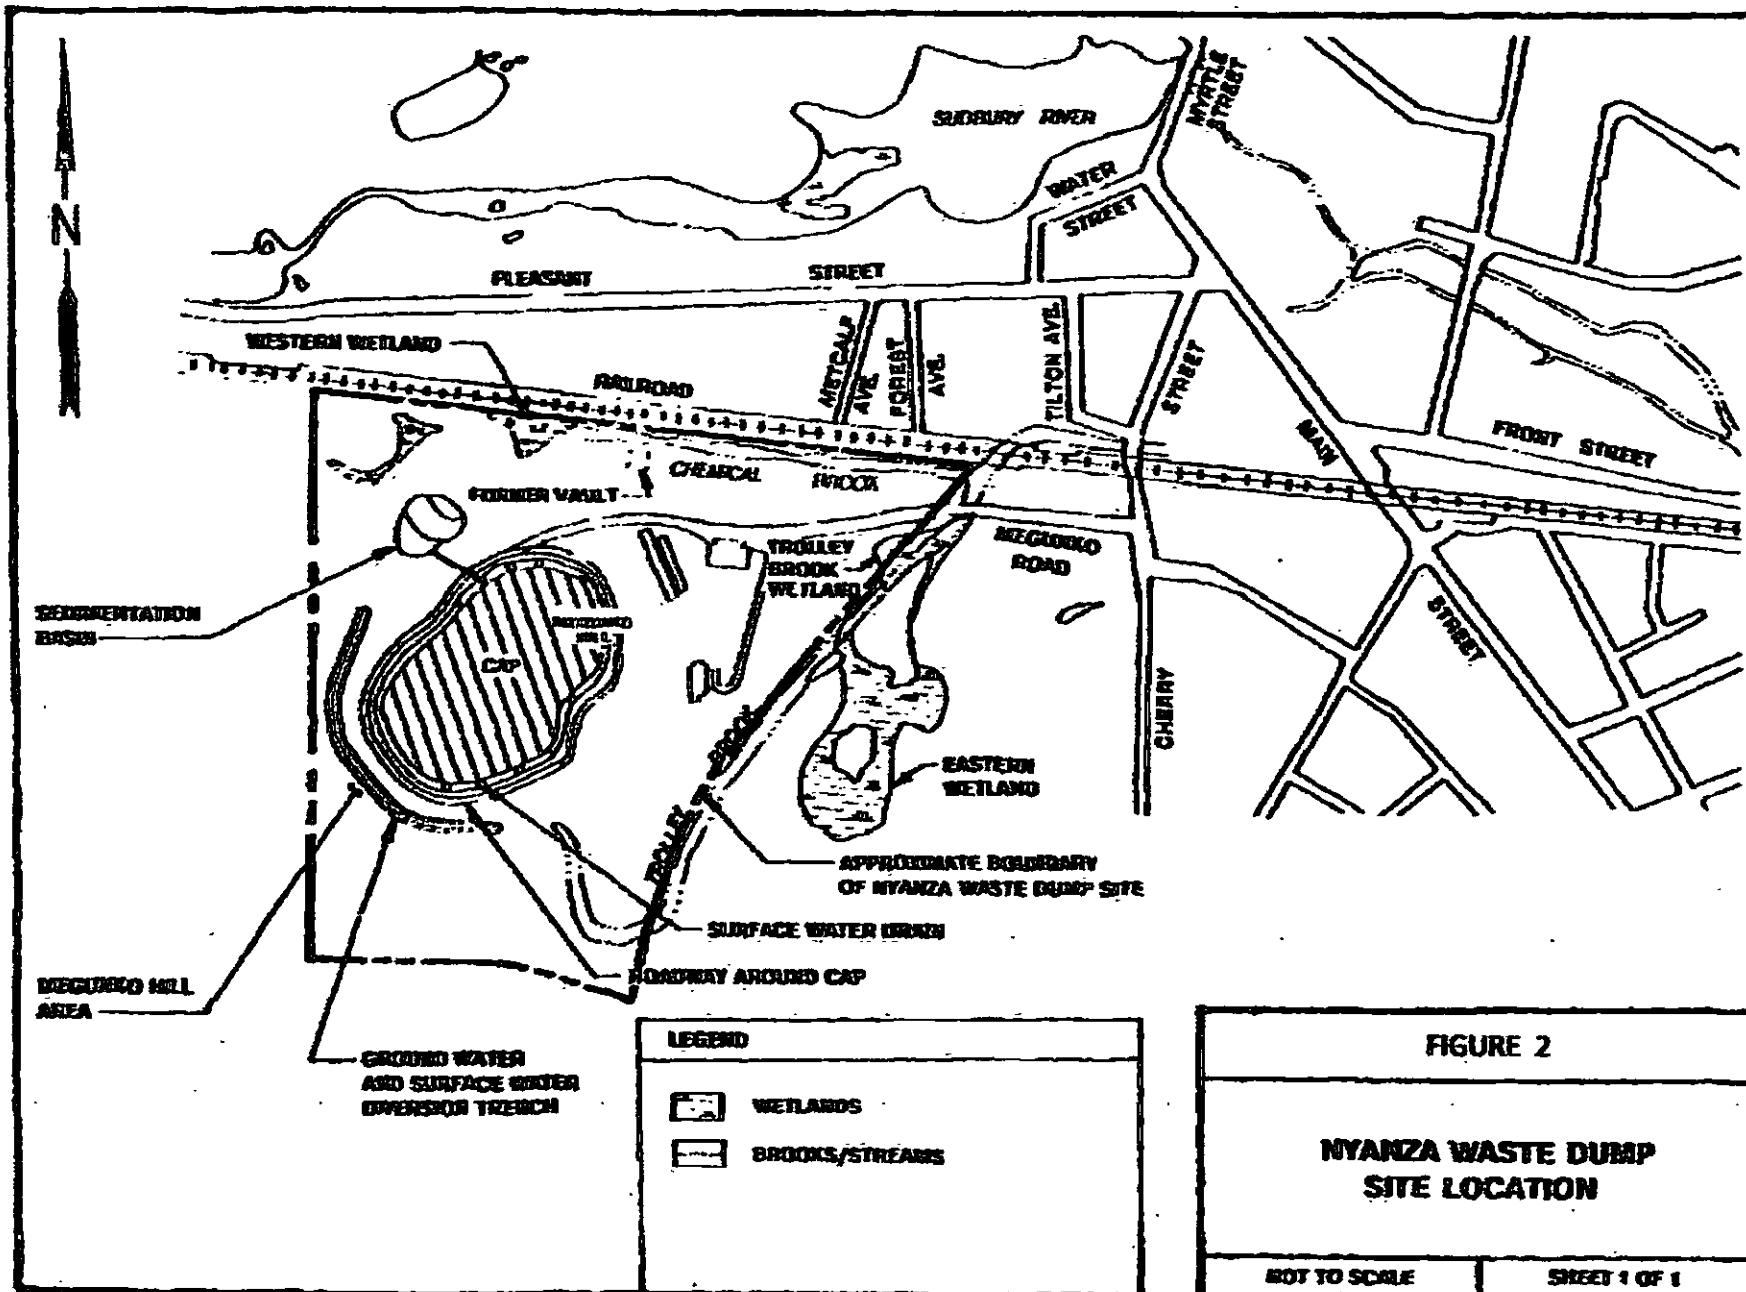 N
SUDBURY RIVER
MYRTLE
STREET
WATER
STREET
PLEASANT STREET
WESTERN WETLAND
RAILROAD
METCALF
AVE.
FOREST
AVE.
TILTON AVE.
STREET
MAIN
FRONT STREET
CHEMICAL BROOK
FORMER VAULT
TROLLEY
BROOK
WETLAND
MEGUNKO
ROAD
SEDIMENTATION
BASIN
CAP
HILL
STREET
CHERRY
BROOK
TROLLEY
EASTERN
WETLAND
APPROXIMATE BOUNDARY
OF NYANZA WASTE DUMP SITE
SURFACE WATER DRAIN
ROADWAY AROUND CAP
MEGUNKO HILL
AREA
GROUND WATER
AND SURFACE WATER
DIVERSION TRENCH
LEGEND
WETLANDS
BROOKS/STREAMS
FIGURE 2
NYANZA WASTE DUMP
SITE LOCATION
NOT TO SCALE
SHEET 1 OF 1